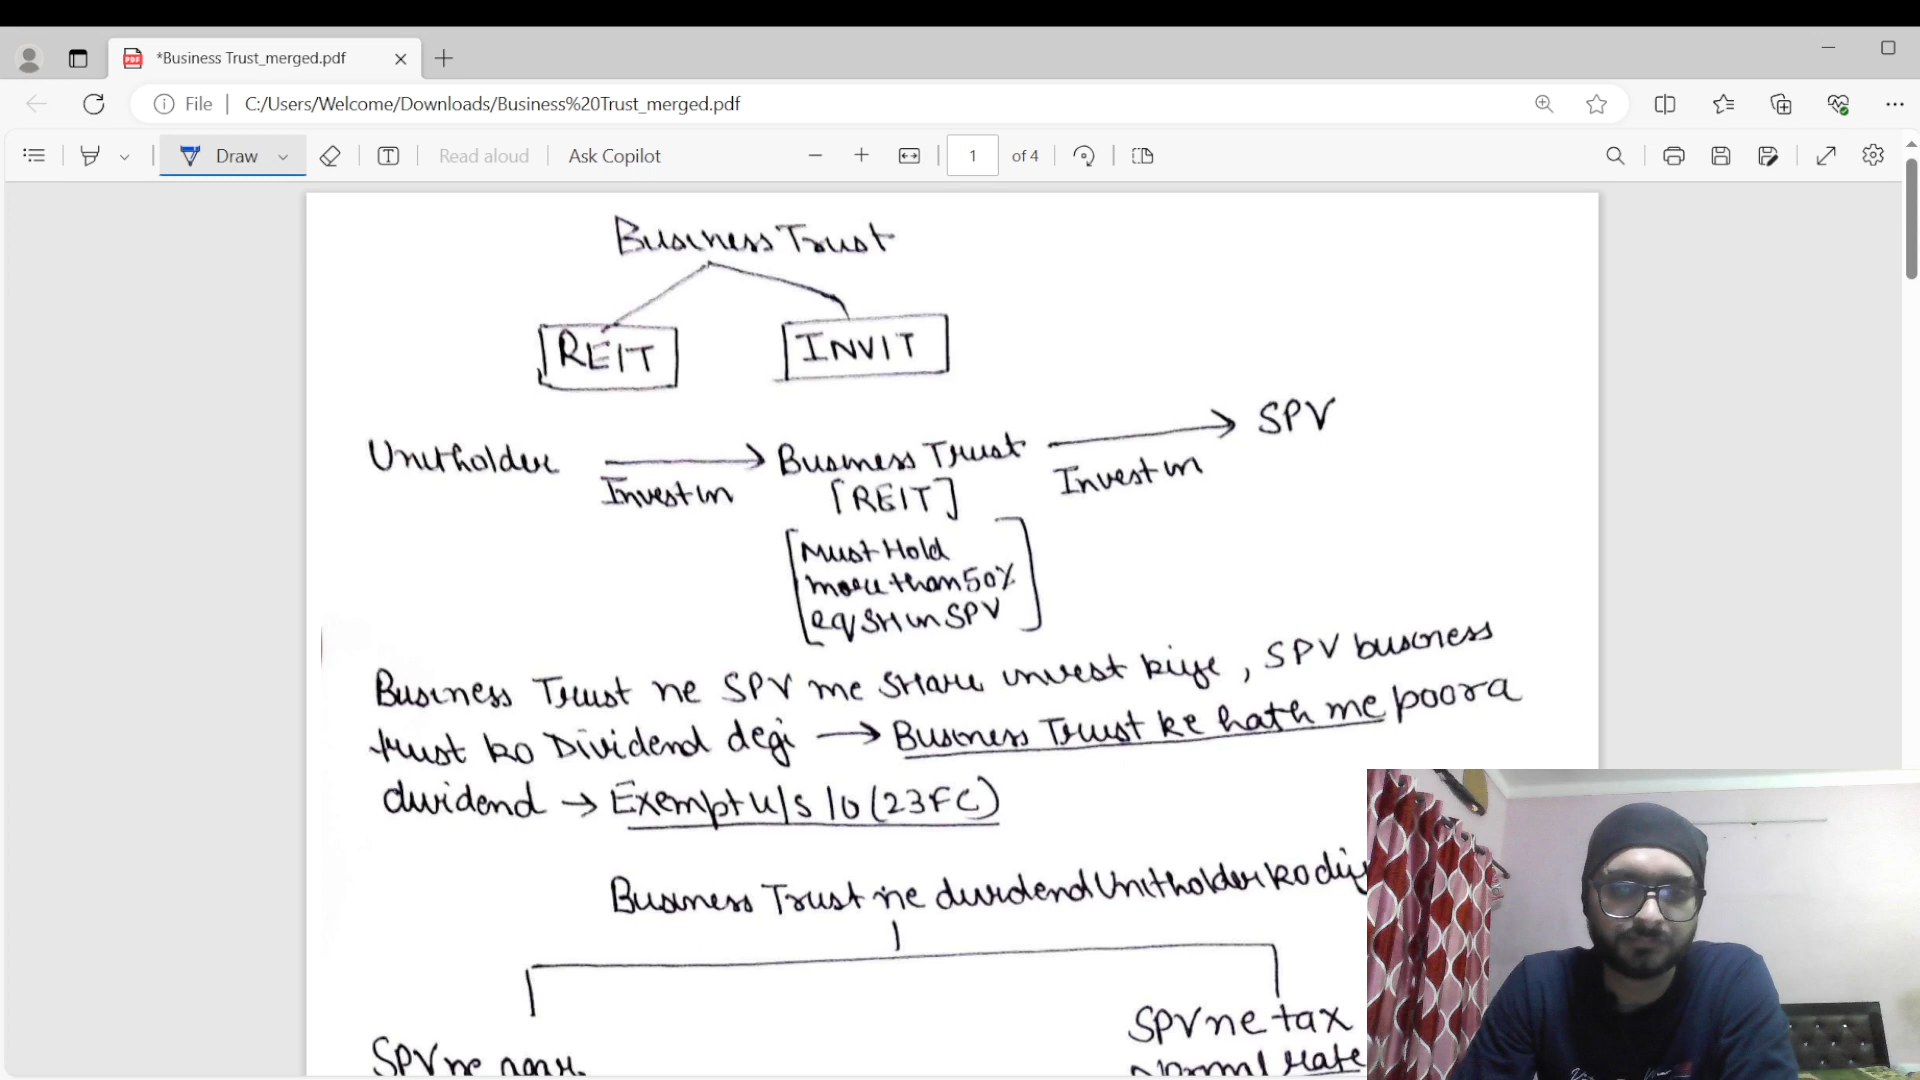 *Business Trust_merged.pdf
File | C:/Users/Welcome/Downloads/Business%20Trust_merged.pdf
Draw Read aloud Ask Copilot 1 of 4
Business Trust
REIT INVIT
Unitholder Invest in Business Trust Invest in SPV
[REIT]
Must Hold
more than 50%
eq SH in SPV
Business Trust ne SPV me share invest kiye, SPV business
trust ko Dividend degi → Business Trust ke hath me poora
dividend → Exempt u/s 10(23FC)
Business Trust ne dividend Unitholder ko
SPV ne tax
SPV ne
Normal rate